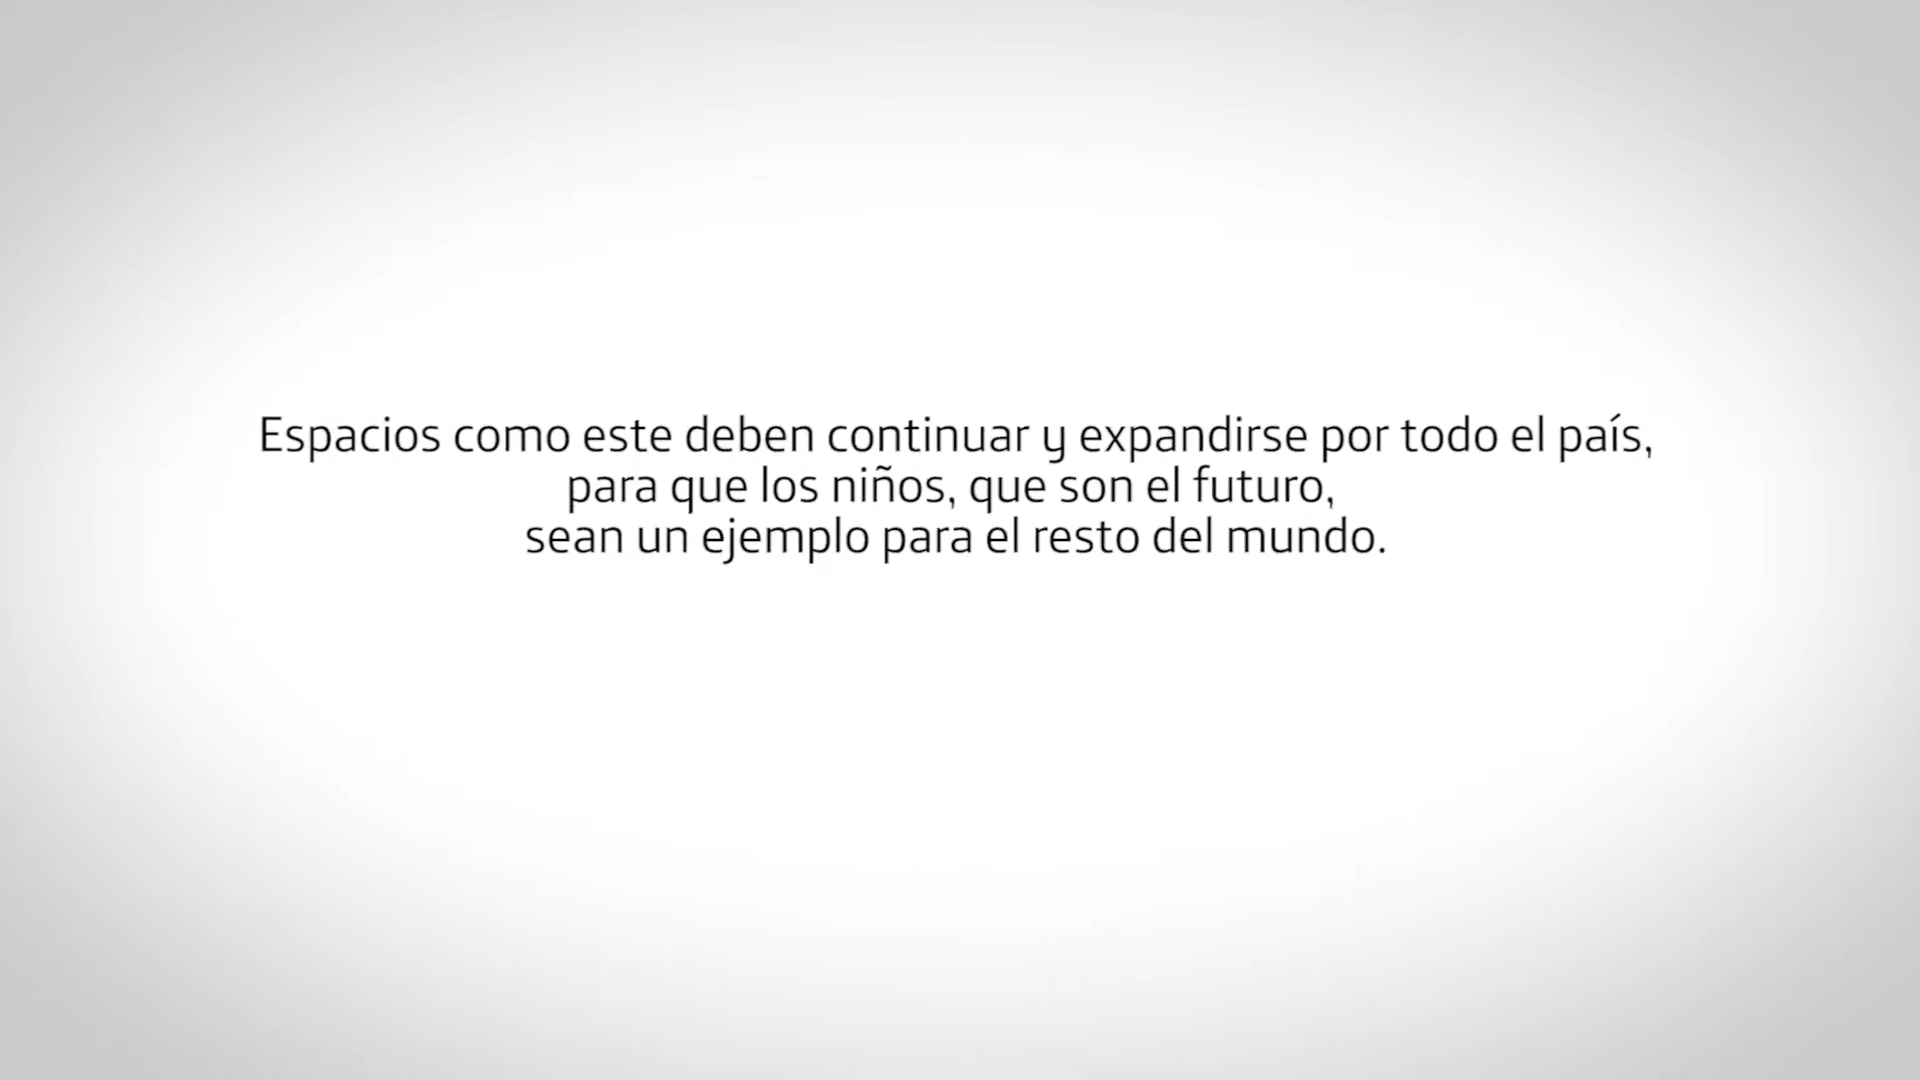 Espacios como este deben continuar y expandirse por todo el país,
para que los niños, que son el futuro,
sean un ejemplo para el resto del mundo.